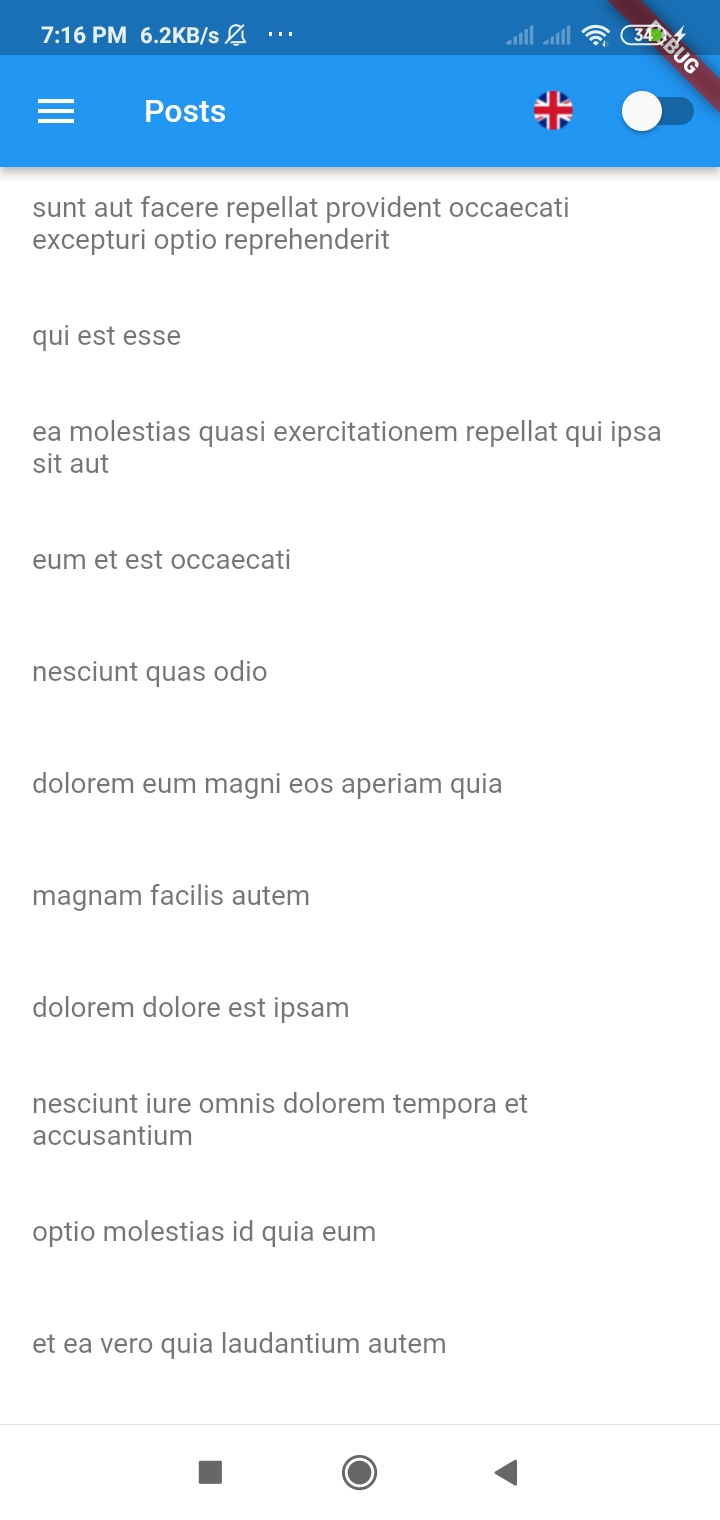 7:16 PM 6.2KB/s
34
Posts
sunt aut facere repellat provident occaecati
excepturi optio reprehenderit
qui est esse
ea molestias quasi exercitationem repellat qui ipsa
sit aut
eum et est occaecati
nesciunt quas odio
dolorem eum magni eos aperiam quia
magnam facilis autem
dolorem dolore est ipsam
nesciunt iure omnis dolorem tempora et
accusantium
optio molestias id quia eum
et ea vero quia laudantium autem